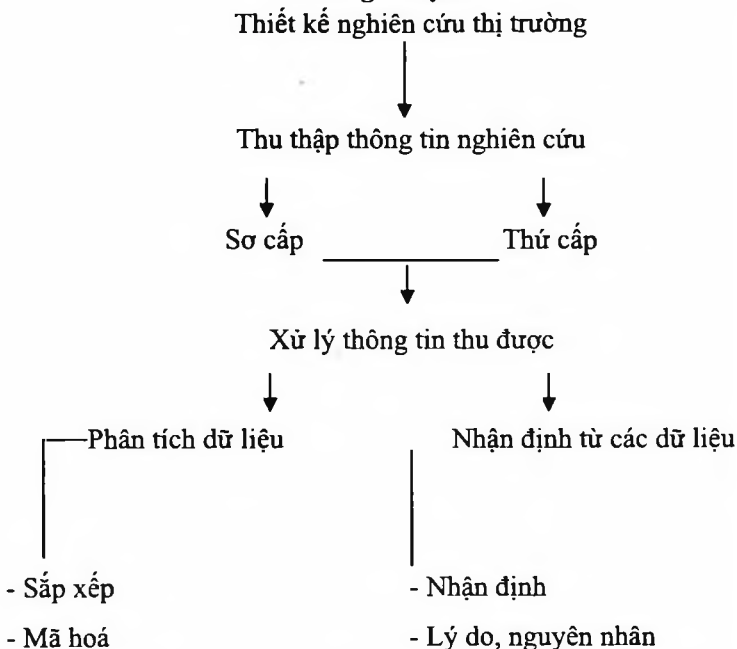 Thiết kế nghiên cứu thị trường
Thu thập thông tin nghiên cứu
Sơ cấp Thứ cấp
Xử lý thông tin thu được
Phân tích dữ liệu Nhận định từ các dữ liệu
- Sắp xếp - Nhận định
- Mã hoá - Lý do, nguyên nhân